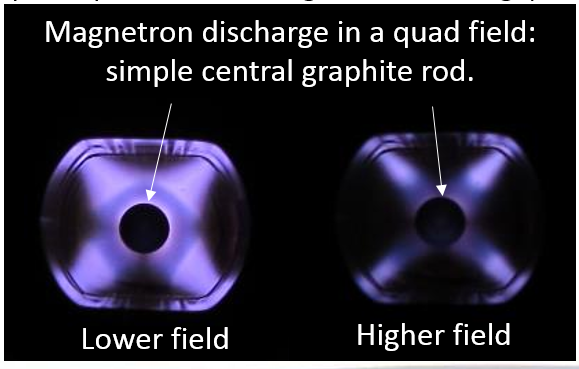 Magnetron discharge in a quad field:
simple central graphite rod.
Lower field
Higher field